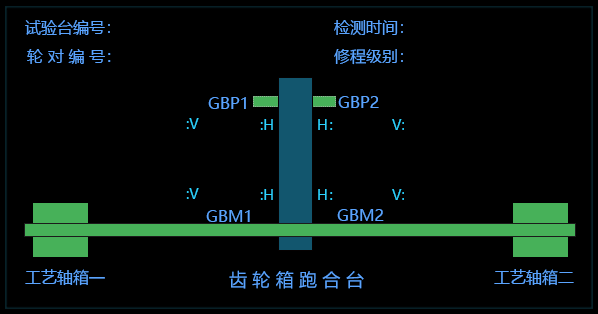 试验台编号: 检测时间:
轮对编号: 修程级别:
GBP1 GBP2
:V :H H: V:
:V :H H: V:
GBM1 GBM2
工艺轴箱一 齿轮箱跑合台 工艺轴箱二